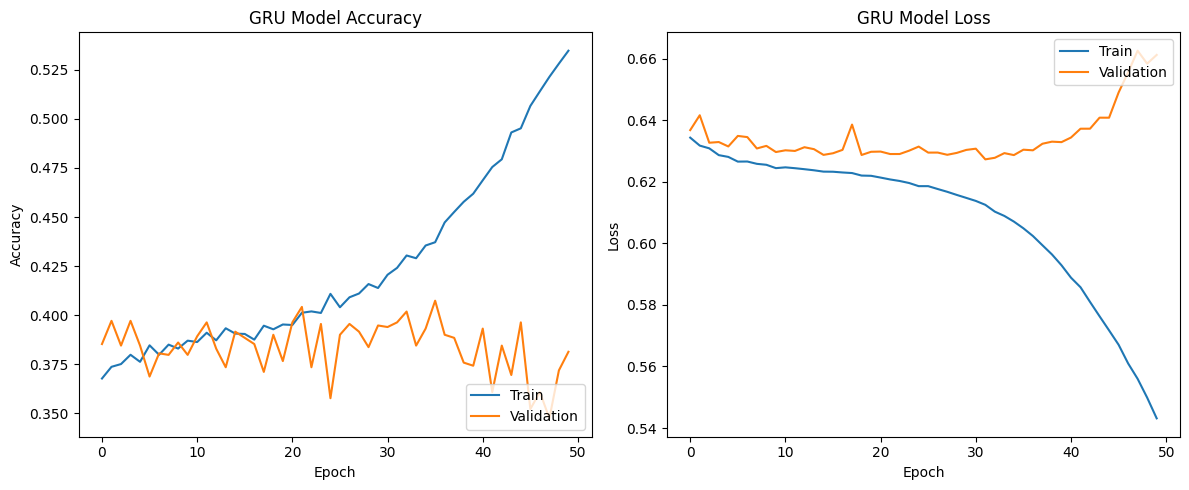 GRU Model Accuracy
0.525
0.500
0.475
0.450
0.425
0.400
0.375
0.350
Accuracy
0
10
20
30
40
50
Epoch
Train
Validation
GRU Model Loss
0.66
0.64
0.62
0.60
0.58
0.56
0.54
Loss
0
10
20
30
40
50
Epoch
Train
Validation